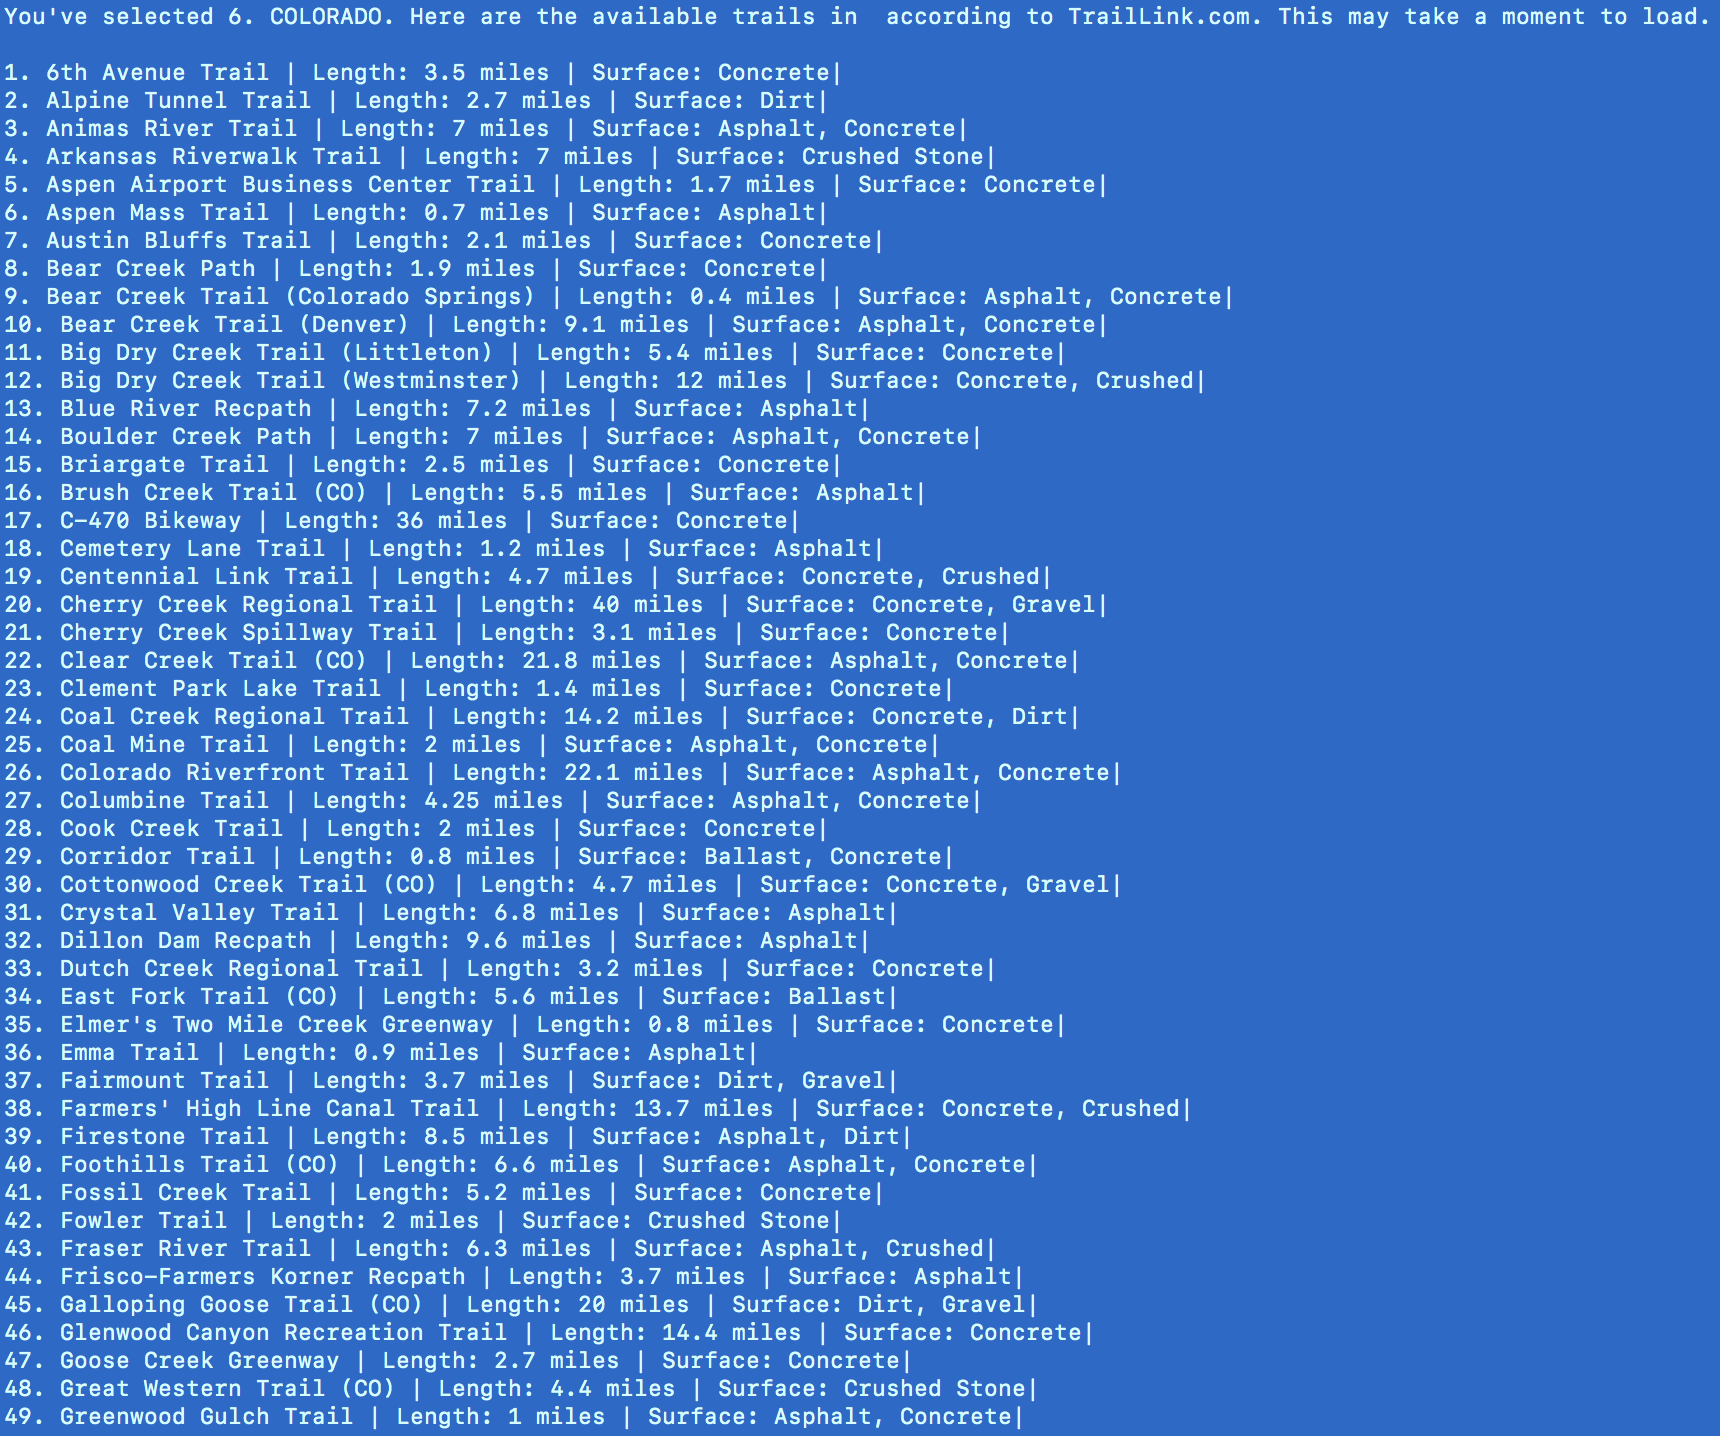 You've selected 6. COLORADO. Here are the available trails in  according to TrailLink.com. This may take a moment to load.
1. 6th Avenue Trail | Length: 3.5 miles | Surface: Concrete|
2. Alpine Tunnel Trail | Length: 2.7 miles | Surface: Dirt|
3. Animas River Trail | Length: 7 miles | Surface: Asphalt, Concrete|
4. Arkansas Riverwalk Trail | Length: 7 miles | Surface: Crushed Stone|
5. Aspen Airport Business Center Trail | Length: 1.7 miles | Surface: Concrete|
6. Aspen Mass Trail | Length: 0.7 miles | Surface: Asphalt|
7. Austin Bluffs Trail | Length: 2.1 miles | Surface: Concrete|
8. Bear Creek Path | Length: 1.9 miles | Surface: Concrete|
9. Bear Creek Trail (Colorado Springs) | Length: 0.4 miles | Surface: Asphalt, Concrete|
10. Bear Creek Trail (Denver) | Length: 9.1 miles | Surface: Asphalt, Concrete|
11. Big Dry Creek Trail (Littleton) | Length: 5.4 miles | Surface: Concrete|
12. Big Dry Creek Trail (Westminster) | Length: 12 miles | Surface: Concrete, Crushed|
13. Blue River Recpath | Length: 7.2 miles | Surface: Asphalt|
14. Boulder Creek Path | Length: 7 miles | Surface: Asphalt, Concrete|
15. Briargate Trail | Length: 2.5 miles | Surface: Concrete|
16. Brush Creek Trail (CO) | Length: 5.5 miles | Surface: Asphalt|
17. C-470 Bikeway | Length: 36 miles | Surface: Concrete|
18. Cemetery Lane Trail | Length: 1.2 miles | Surface: Asphalt|
19. Centennial Link Trail | Length: 4.7 miles | Surface: Concrete, Crushed|
20. Cherry Creek Regional Trail | Length: 40 miles | Surface: Concrete, Gravel|
21. Cherry Creek Spillway Trail | Length: 3.1 miles | Surface: Concrete|
22. Clear Creek Trail (CO) | Length: 21.8 miles | Surface: Asphalt, Concrete|
23. Clement Park Lake Trail | Length: 1.4 miles | Surface: Concrete|
24. Coal Creek Regional Trail | Length: 14.2 miles | Surface: Concrete, Dirt|
25. Coal Mine Trail | Length: 2 miles | Surface: Asphalt, Concrete|
26. Colorado Riverfront Trail | Length: 22.1 miles | Surface: Asphalt, Concrete|
27. Columbine Trail | Length: 4.25 miles | Surface: Asphalt, Concrete|
28. Cook Creek Trail | Length: 2 miles | Surface: Concrete|
29. Corridor Trail | Length: 0.8 miles | Surface: Ballast, Concrete|
30. Cottonwood Creek Trail (CO) | Length: 4.7 miles | Surface: Concrete, Gravel|
31. Crystal Valley Trail | Length: 6.8 miles | Surface: Asphalt|
32. Dillon Dam Recpath | Length: 9.6 miles | Surface: Asphalt|
33. Dutch Creek Regional Trail | Length: 3.2 miles | Surface: Concrete|
34. East Fork Trail (CO) | Length: 5.6 miles | Surface: Ballast|
35. Elmer's Two Mile Creek Greenway | Length: 0.8 miles | Surface: Concrete|
36. Emma Trail | Length: 0.9 miles | Surface: Asphalt|
37. Fairmount Trail | Length: 3.7 miles | Surface: Dirt, Gravel|
38. Farmers' High Line Canal Trail | Length: 13.7 miles | Surface: Concrete, Crushed|
39. Firestone Trail | Length: 8.5 miles | Surface: Asphalt, Dirt|
40. Foothills Trail (CO) | Length: 6.6 miles | Surface: Asphalt, Concrete|
41. Fossil Creek Trail | Length: 5.2 miles | Surface: Concrete|
42. Fowler Trail | Length: 2 miles | Surface: Crushed Stone|
43. Fraser River Trail | Length: 6.3 miles | Surface: Asphalt, Crushed|
44. Frisco-Farmers Korner Recpath | Length: 3.7 miles | Surface: Asphalt|
45. Galloping Goose Trail (CO) | Length: 20 miles | Surface: Dirt, Gravel|
46. Glenwood Canyon Recreation Trail | Length: 14.4 miles | Surface: Concrete|
47. Goose Creek Greenway | Length: 2.7 miles | Surface: Concrete|
48. Great Western Trail (CO) | Length: 4.4 miles | Surface: Crushed Stone|
49. Greenwood Gulch Trail | Length: 1 miles | Surface: Asphalt, Concrete|